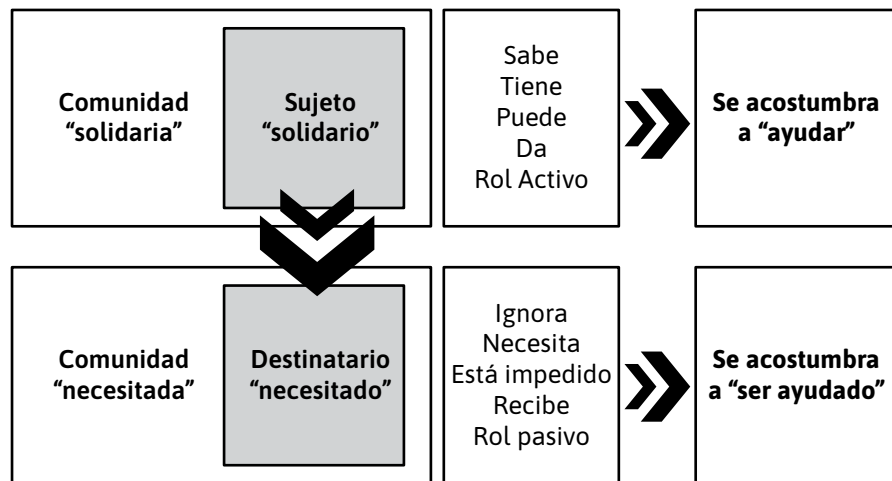 Comunidad
“solidaria”
Sujeto
“solidario”
Sabe
Tiene
Puede
Da
Rol Activo
Se acostumbra
a “ayudar”
Comunidad
“necesitada”
Destinatario
“necesitado”
Ignora
Necesita
Está impedido
Recibe
Rol pasivo
Se acostumbra
a “ser ayudado”